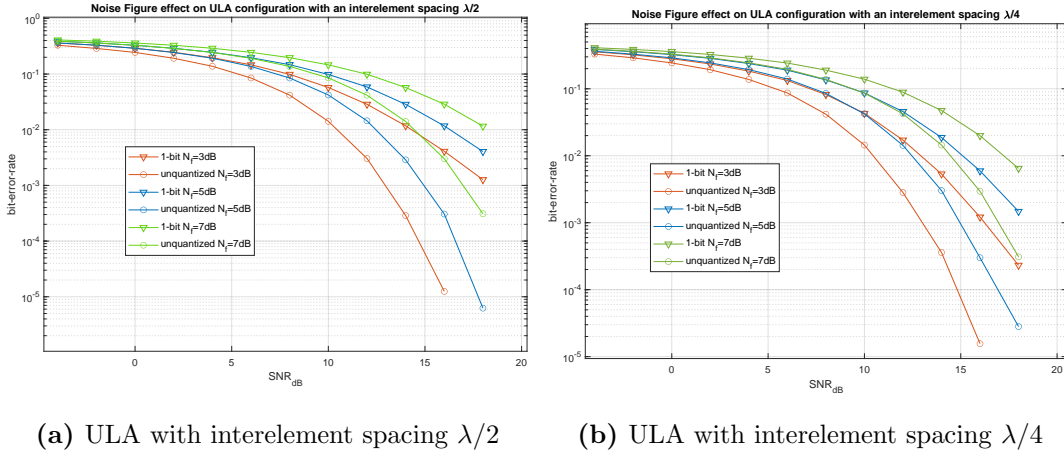 Noise Figure effect on ULA configuration with an interelement spacing λ/2
10^0
10^-1
10^-2
10^-3
10^-4
10^-5
bit-error-rate
1-bit N_f=3dB
unquantized N_f=3dB
1-bit N_f=5dB
unquantized N_f=5dB
1-bit N_f=7dB
unquantized N_f=7dB
0 5 10 15 20
SNR_dB
(a) ULA with interelement spacing λ/2
Noise Figure effect on ULA configuration with an interelement spacing λ/4
10^-1
10^-2
10^-3
10^-4
10^-5
bit-error-rate
1-bit N_f=3dB
unquantized N_f=3dB
1-bit N_f=5dB
unquantized N_f=5dB
1-bit N_f=7dB
unquantized N_f=7dB
0 5 10 15 20
SNR_dB
(b) ULA with interelement spacing λ/4